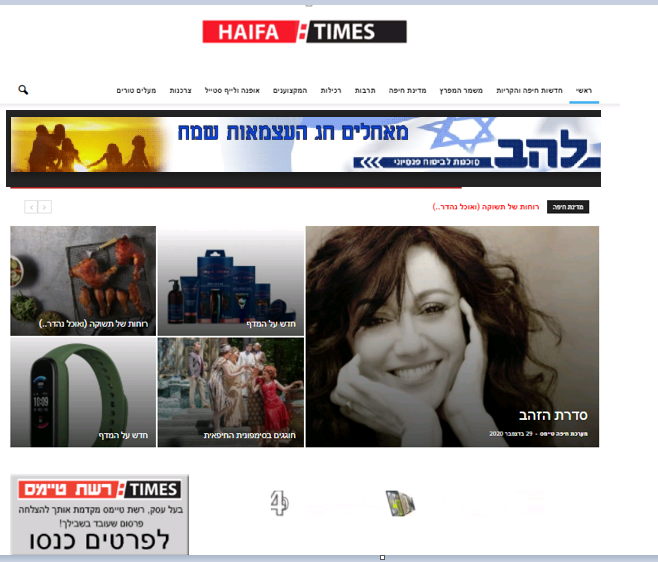 HAIFA TIMES
ראשי
חדשות חיפה והקריות
משמר המפרץ
מדינת חיפה
תרבות
רכילות
המקצוענים
אופנה ולייף סטייל
צרכנות
מעלים טורים
מאחלים חג העצמאות שמח
להב
סוכנות לביטוח פנסיוני
מדינת חיפה
רוחות של תשוקה (ואוכל נהדר..)
רוחות של תשוקה (ואוכל נהדר..)
חדש על המדף
סדרת הזהב
מערכת חיפה טיימס - 29 בדצמבר 2020
חדש על המדף
חוגגים בסימפונית החיפאית
רשת טיימס TIMES
בעל עסק, רשת טיימס מקדמת אותך להצלחה
פרסום שעובד בשבילך!
לפרטים כנסו